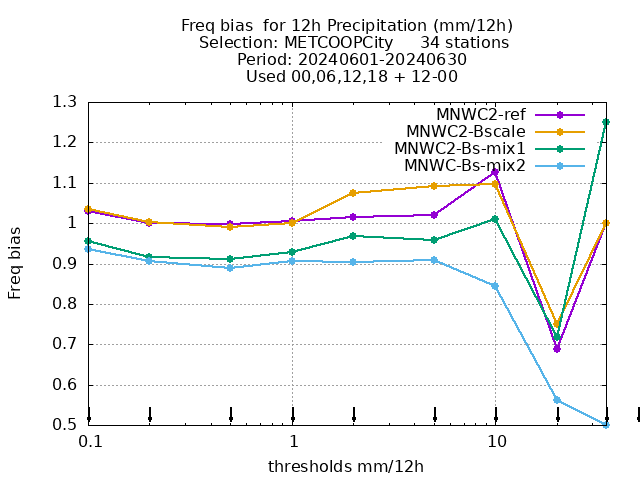 Freq bias  for 12h Precipitation (mm/12h)
Selection: METCOOPCity     34 stations
Period: 20240601-20240630
Used 00,06,12,18 + 12-00
1.3
1.2
1.1
1
0.9
0.8
0.7
0.6
0.5
Freq bias
MNWC2-ref
MNWC2-Bscale
MNWC2-Bs-mix1
MNWC-Bs-mix2
0.1 1 10
thresholds mm/12h